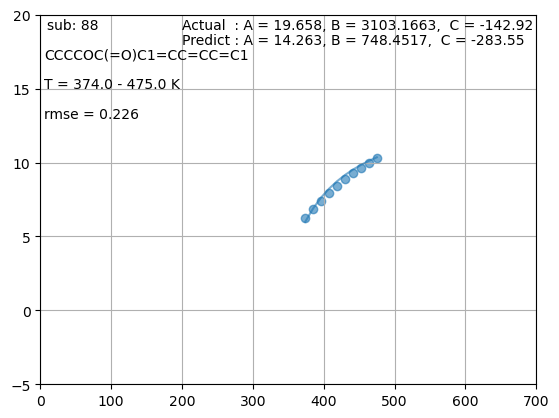 sub: 88
Actual  : A = 19.658, B = 3103.1663,  C = -142.92
Predict : A = 14.263, B = 748.4517,  C = -283.55
CCCCOC(=O)C1=CC=CC=C1
T = 374.0 - 475.0 K
rmse = 0.226
20
15
10
5
0
−5
0 100 200 300 400 500 600 700